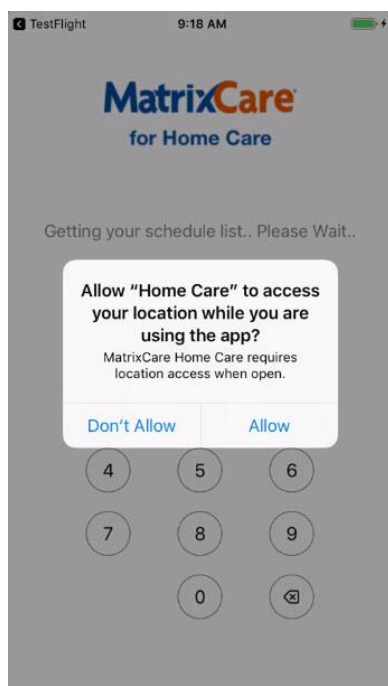 TestFlight 9:18 AM
MatrixCare
for Home Care
Getting your schedule list.. Please Wait..
Allow “Home Care” to access
your location while you are
using the app?
MatrixCare Home Care requires
location access when open.
Don’t Allow Allow
4 5 6
7 8 9
0